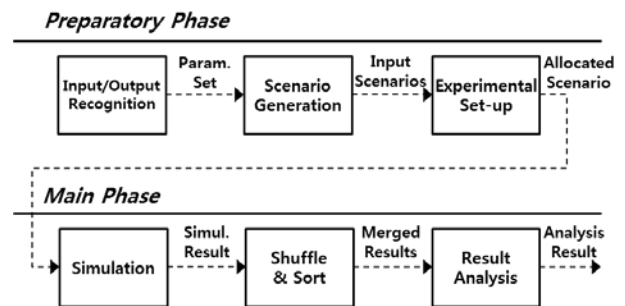 Preparatory Phase
Input/Output
Recognition
Param.
Set
Scenario
Generation
Input
Scenarios
Experimental
Set-up
Allocated
Scenario
Main Phase
Simulation
Simul.
Result
Shuffle
& Sort
Merged
Results
Result
Analysis
Analysis
Result